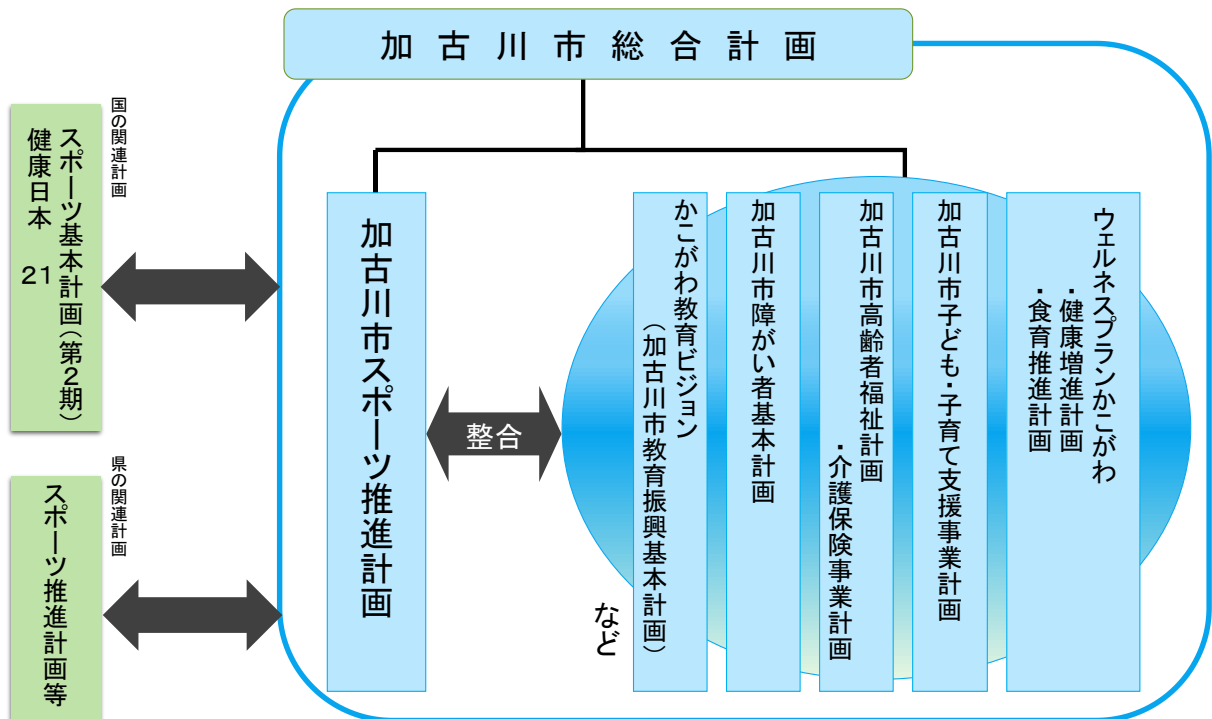 加古川市総合計画
国の関連計画
スポーツ基本計画(第2期)
健康日本 21
県の関連計画
スポーツ推進計画等
加古川市スポーツ推進計画
整合
ウェルネスプランかこがわ
・健康増進計画
・食育推進計画
加古川市子ども・子育て支援事業計画
加古川市高齢者福祉計画
・介護保険事業計画
加古川市障がい者基本計画
かこがわ教育ビジョン
(加古川市教育振興基本計画)
など